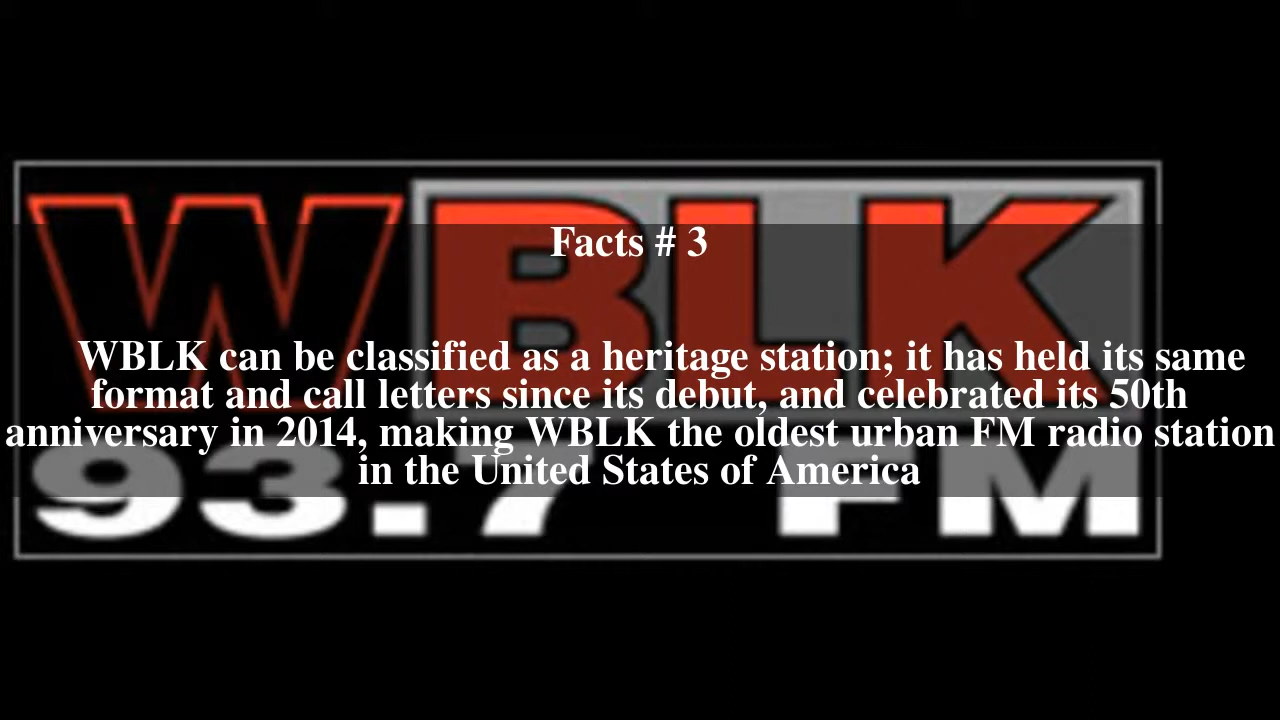 WBLK
Facts # 3
WBLK can be classified as a heritage station; it has held its same
format and call letters since its debut, and celebrated its 50th
anniversary in 2014, making WBLK the oldest urban FM radio station
in the United States of America
93.7 FM